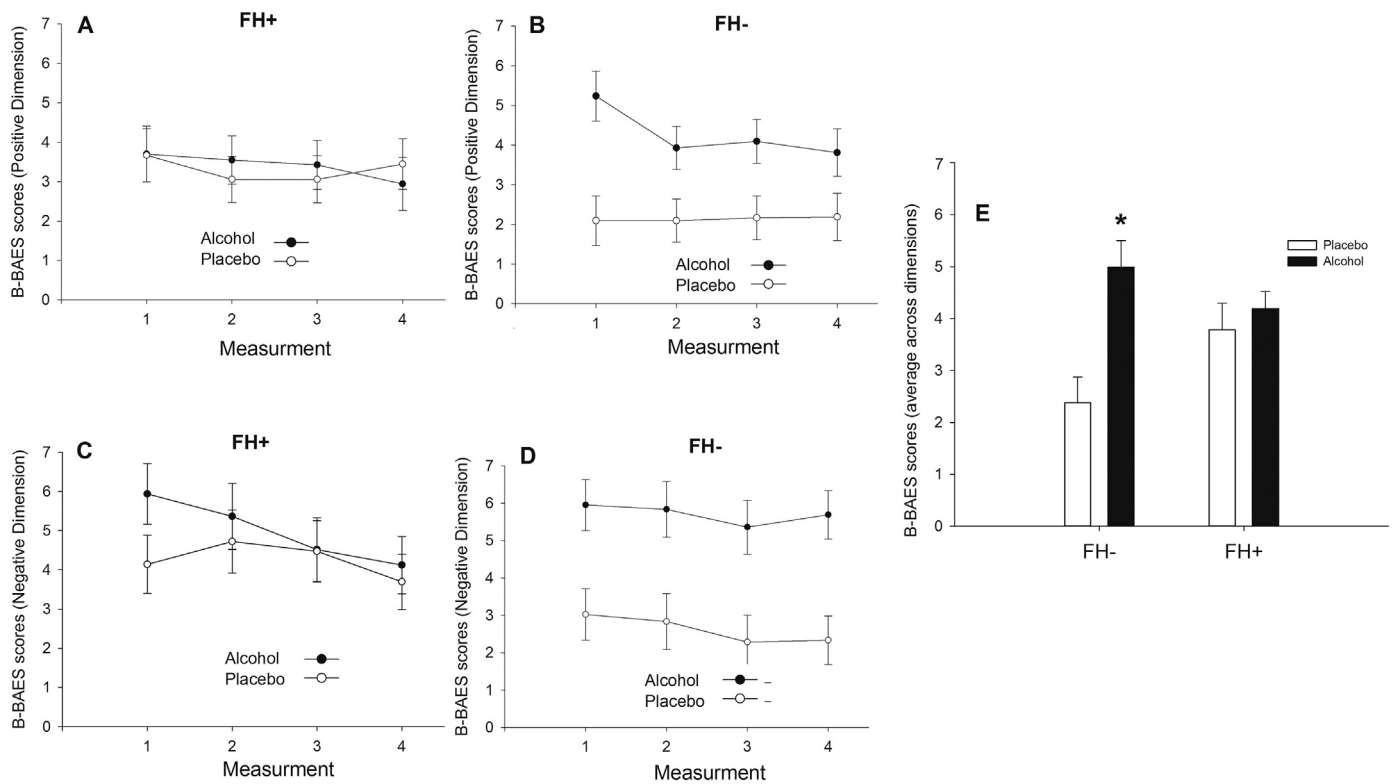 A
FH+
B-BAES scores (Positive Dimension)
7
6
5
4
3
2
1
0
Alcohol
Placebo
1 2 3 4
Measurment
B
FH-
B-BAES scores (Positive Dimension)
7
6
5
4
3
2
1
0
Alcohol
Placebo
1 2 3 4
Measurment
C
FH+
B-BAES scores (Negative Dimension)
7
6
5
4
3
2
1
0
Alcohol
Placebo
1 2 3 4
Measurment
D
FH-
B-BAES scores (Negative Dimension)
7
6
5
4
3
2
1
0
Alcohol
Placebo
1 2 3 4
Measurment
E
B-BAES scores (average across dimensions)
7
6
5
4
3
2
1
0
*
Placebo
Alcohol
FH- FH+